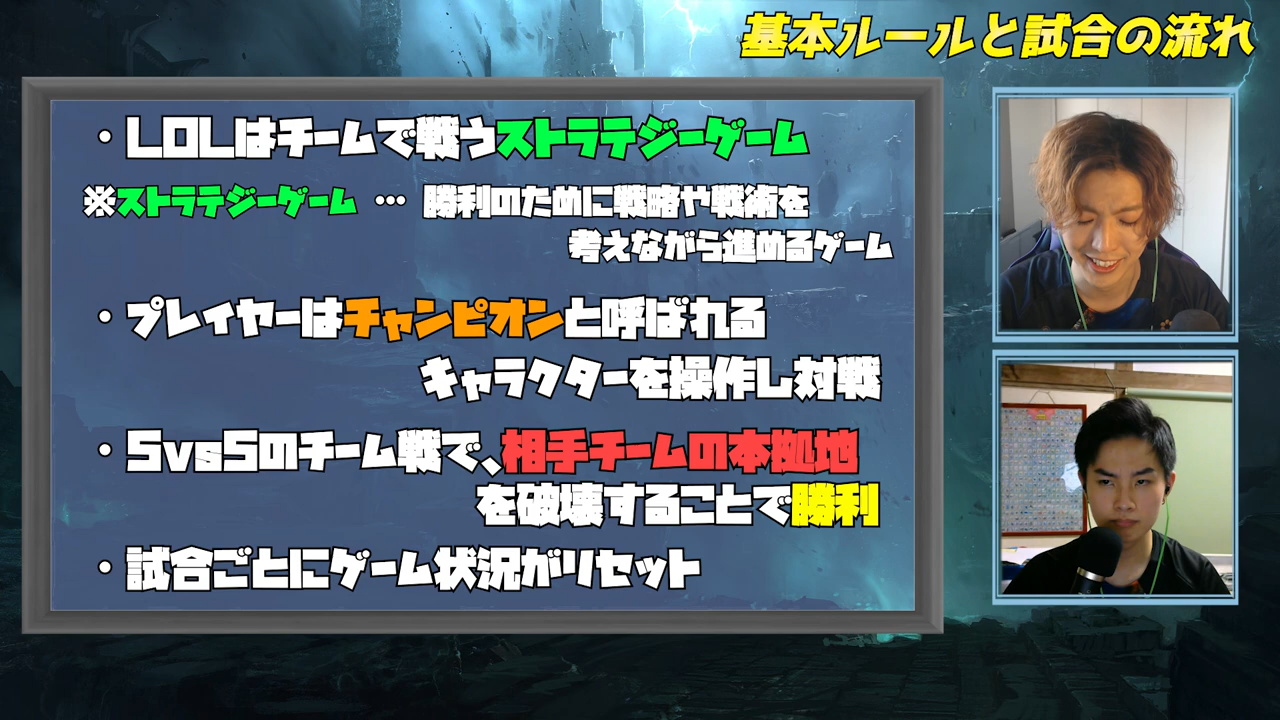 基本ルールと試合の流れ
・LOLはチームで戦うストラテジーゲーム
※ストラテジーゲーム … 勝利のために戦略や戦術を
考えながら進めるゲーム
・プレイヤーはチャンピオンと呼ばれる
キャラクターを操作し対戦
・5vs5のチーム戦で、相手チームの本拠地
を破壊することで勝利
・試合ごとにゲーム状況がリセット